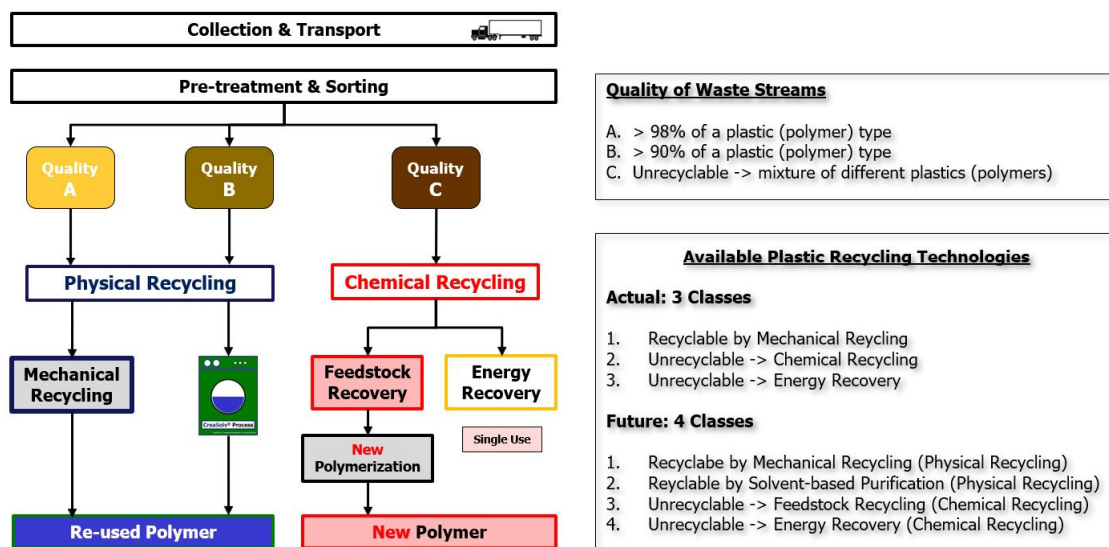 Collection & Transport
Pre-treatment & Sorting
Quality
A
Quality
B
Quality
C
Physical Recycling
Chemical Recycling
Mechanical
Recycling
CreaSolv® Process
Feedstock
Recovery
Energy
Recovery
New
Polymerization
Single Use
Re-used Polymer
New Polymer
Quality of Waste Streams
A. > 98% of a plastic (polymer) type
B. > 90% of a plastic (polymer) type
C. Unrecyclable -> mixture of different plastics (polymers)
Available Plastic Recycling Technologies
Actual: 3 Classes
1. Recyclable by Mechanical Reycling
2. Unrecyclable -> Chemical Recycling
3. Unrecyclable -> Energy Recovery
Future: 4 Classes
1. Recyclabe by Mechanical Recycling (Physical Recycling)
2. Reyclable by Solvent-based Purification (Physical Recycling)
3. Unrecyclable -> Feedstock Recycling (Chemical Recycling)
4. Unrecyclable -> Energy Recovery (Chemical Recycling)